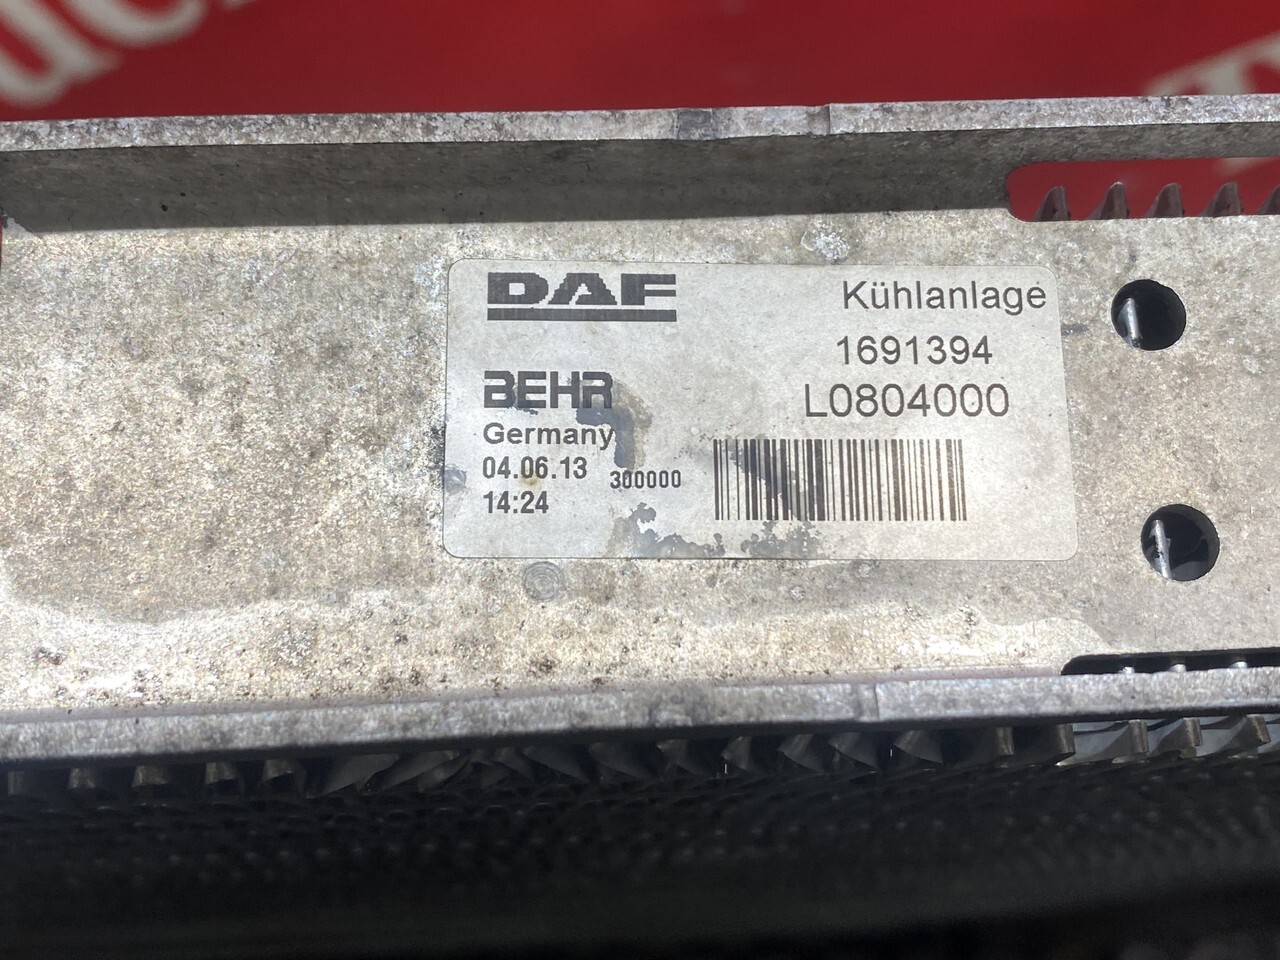 DAF
Kühlanlage
1691394
BEHR
L0804000
Germany
04.06.13 300000
14:24